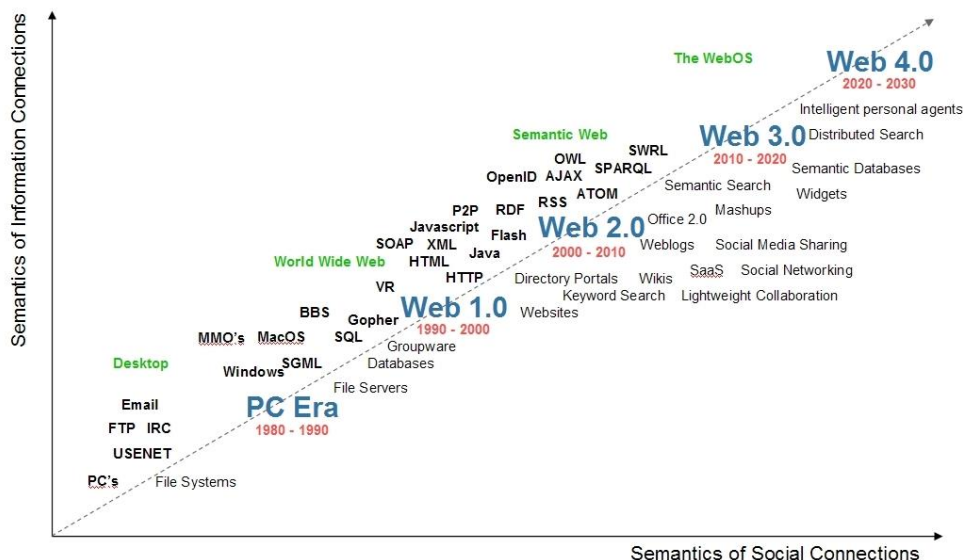 Semantics of Information Connections
The WebOS
Web 4.0
2020 - 2030
Intelligent personal agents
Semantic Web
Web 3.0
Distributed Search
2010 - 2020
SWRL
OWL
SPARQL
Semantic Databases
OpenID
AJAX
Semantic Search
Widgets
ATOM
RSS
P2P
RDF
Mashups
Office 2.0
Javascript
Flash
Web 2.0
2000 - 2010
SOAP
XML
Java
Weblogs
Social Media Sharing
World Wide Web
HTML
HTTP
Directory Portals
Wikis
SaaS
Social Networking
VR
Keyword Search
Lightweight Collaboration
Web 1.0
1990 - 2000
Websites
BBS
Gopher
MMO's
MacOS
SQL
Groupware
Desktop
SGML
Databases
Windows
File Servers
Email
PC Era
1980 - 1990
FTP
IRC
USENET
PC's
File Systems
Semantics of Social Connections